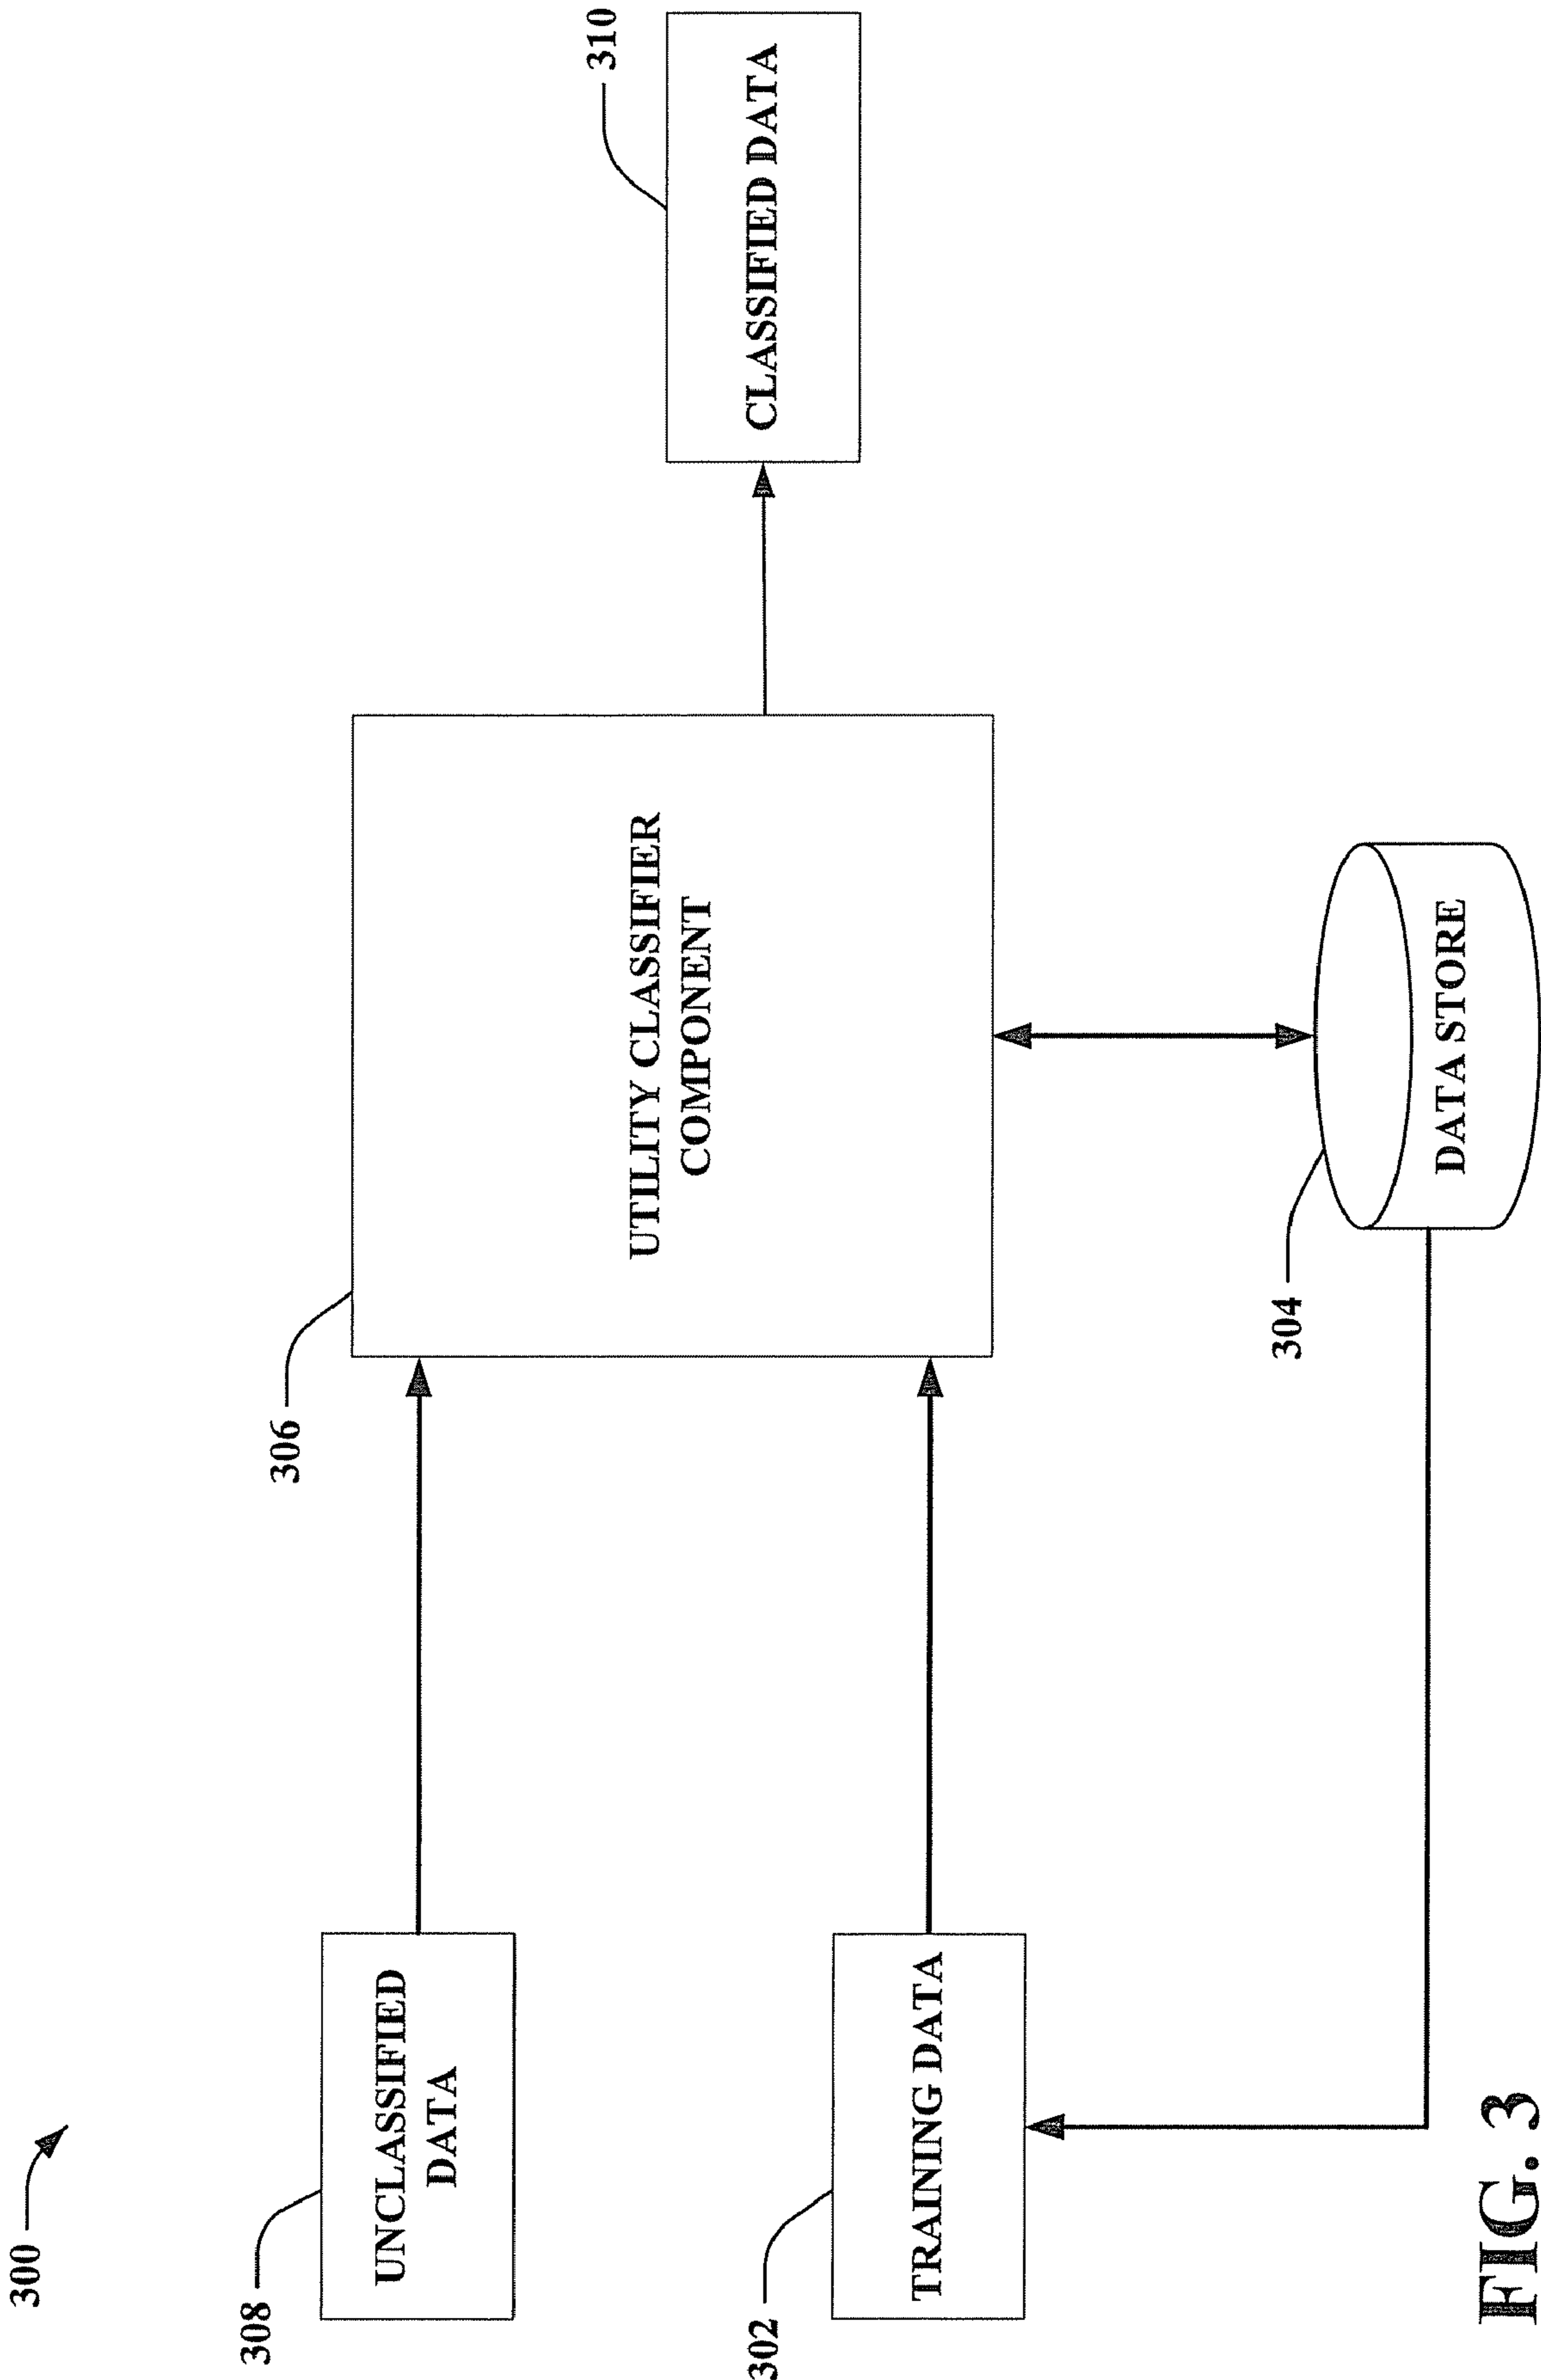 300
308
UNCLASSIFIED
DATA
306
UTILITY CLASSIFIER
COMPONENT
310
CLASSIFIED DATA
302
TRAINING DATA
304
DATA STORE
FIG. 3